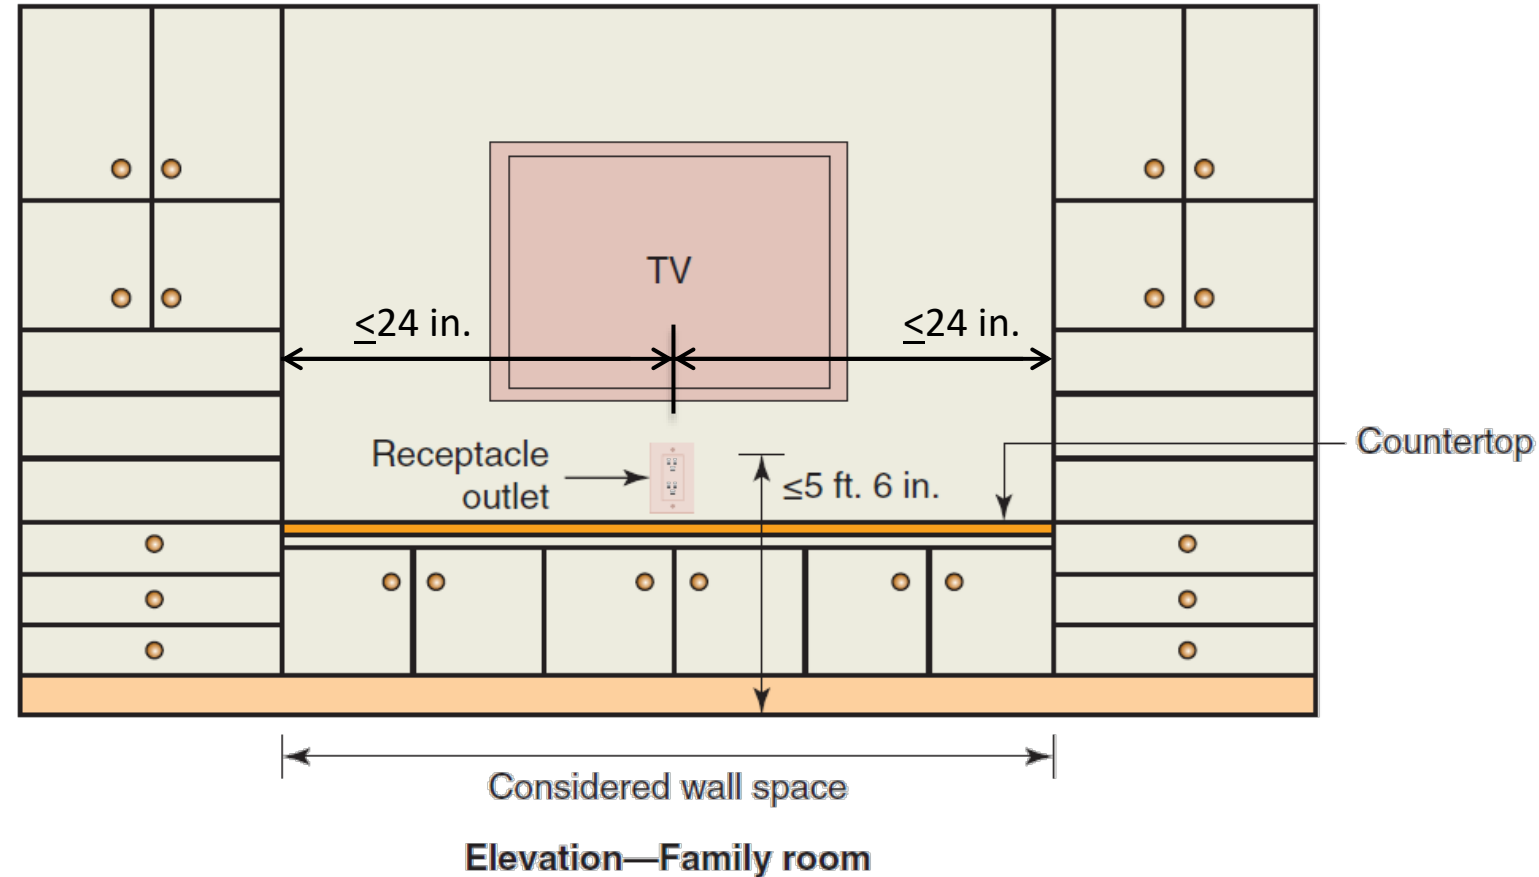 TV
<24 in.
<24 in.
Receptacle
outlet
≤5 ft. 6 in.
Countertop
Considered wall space
Elevation—Family room